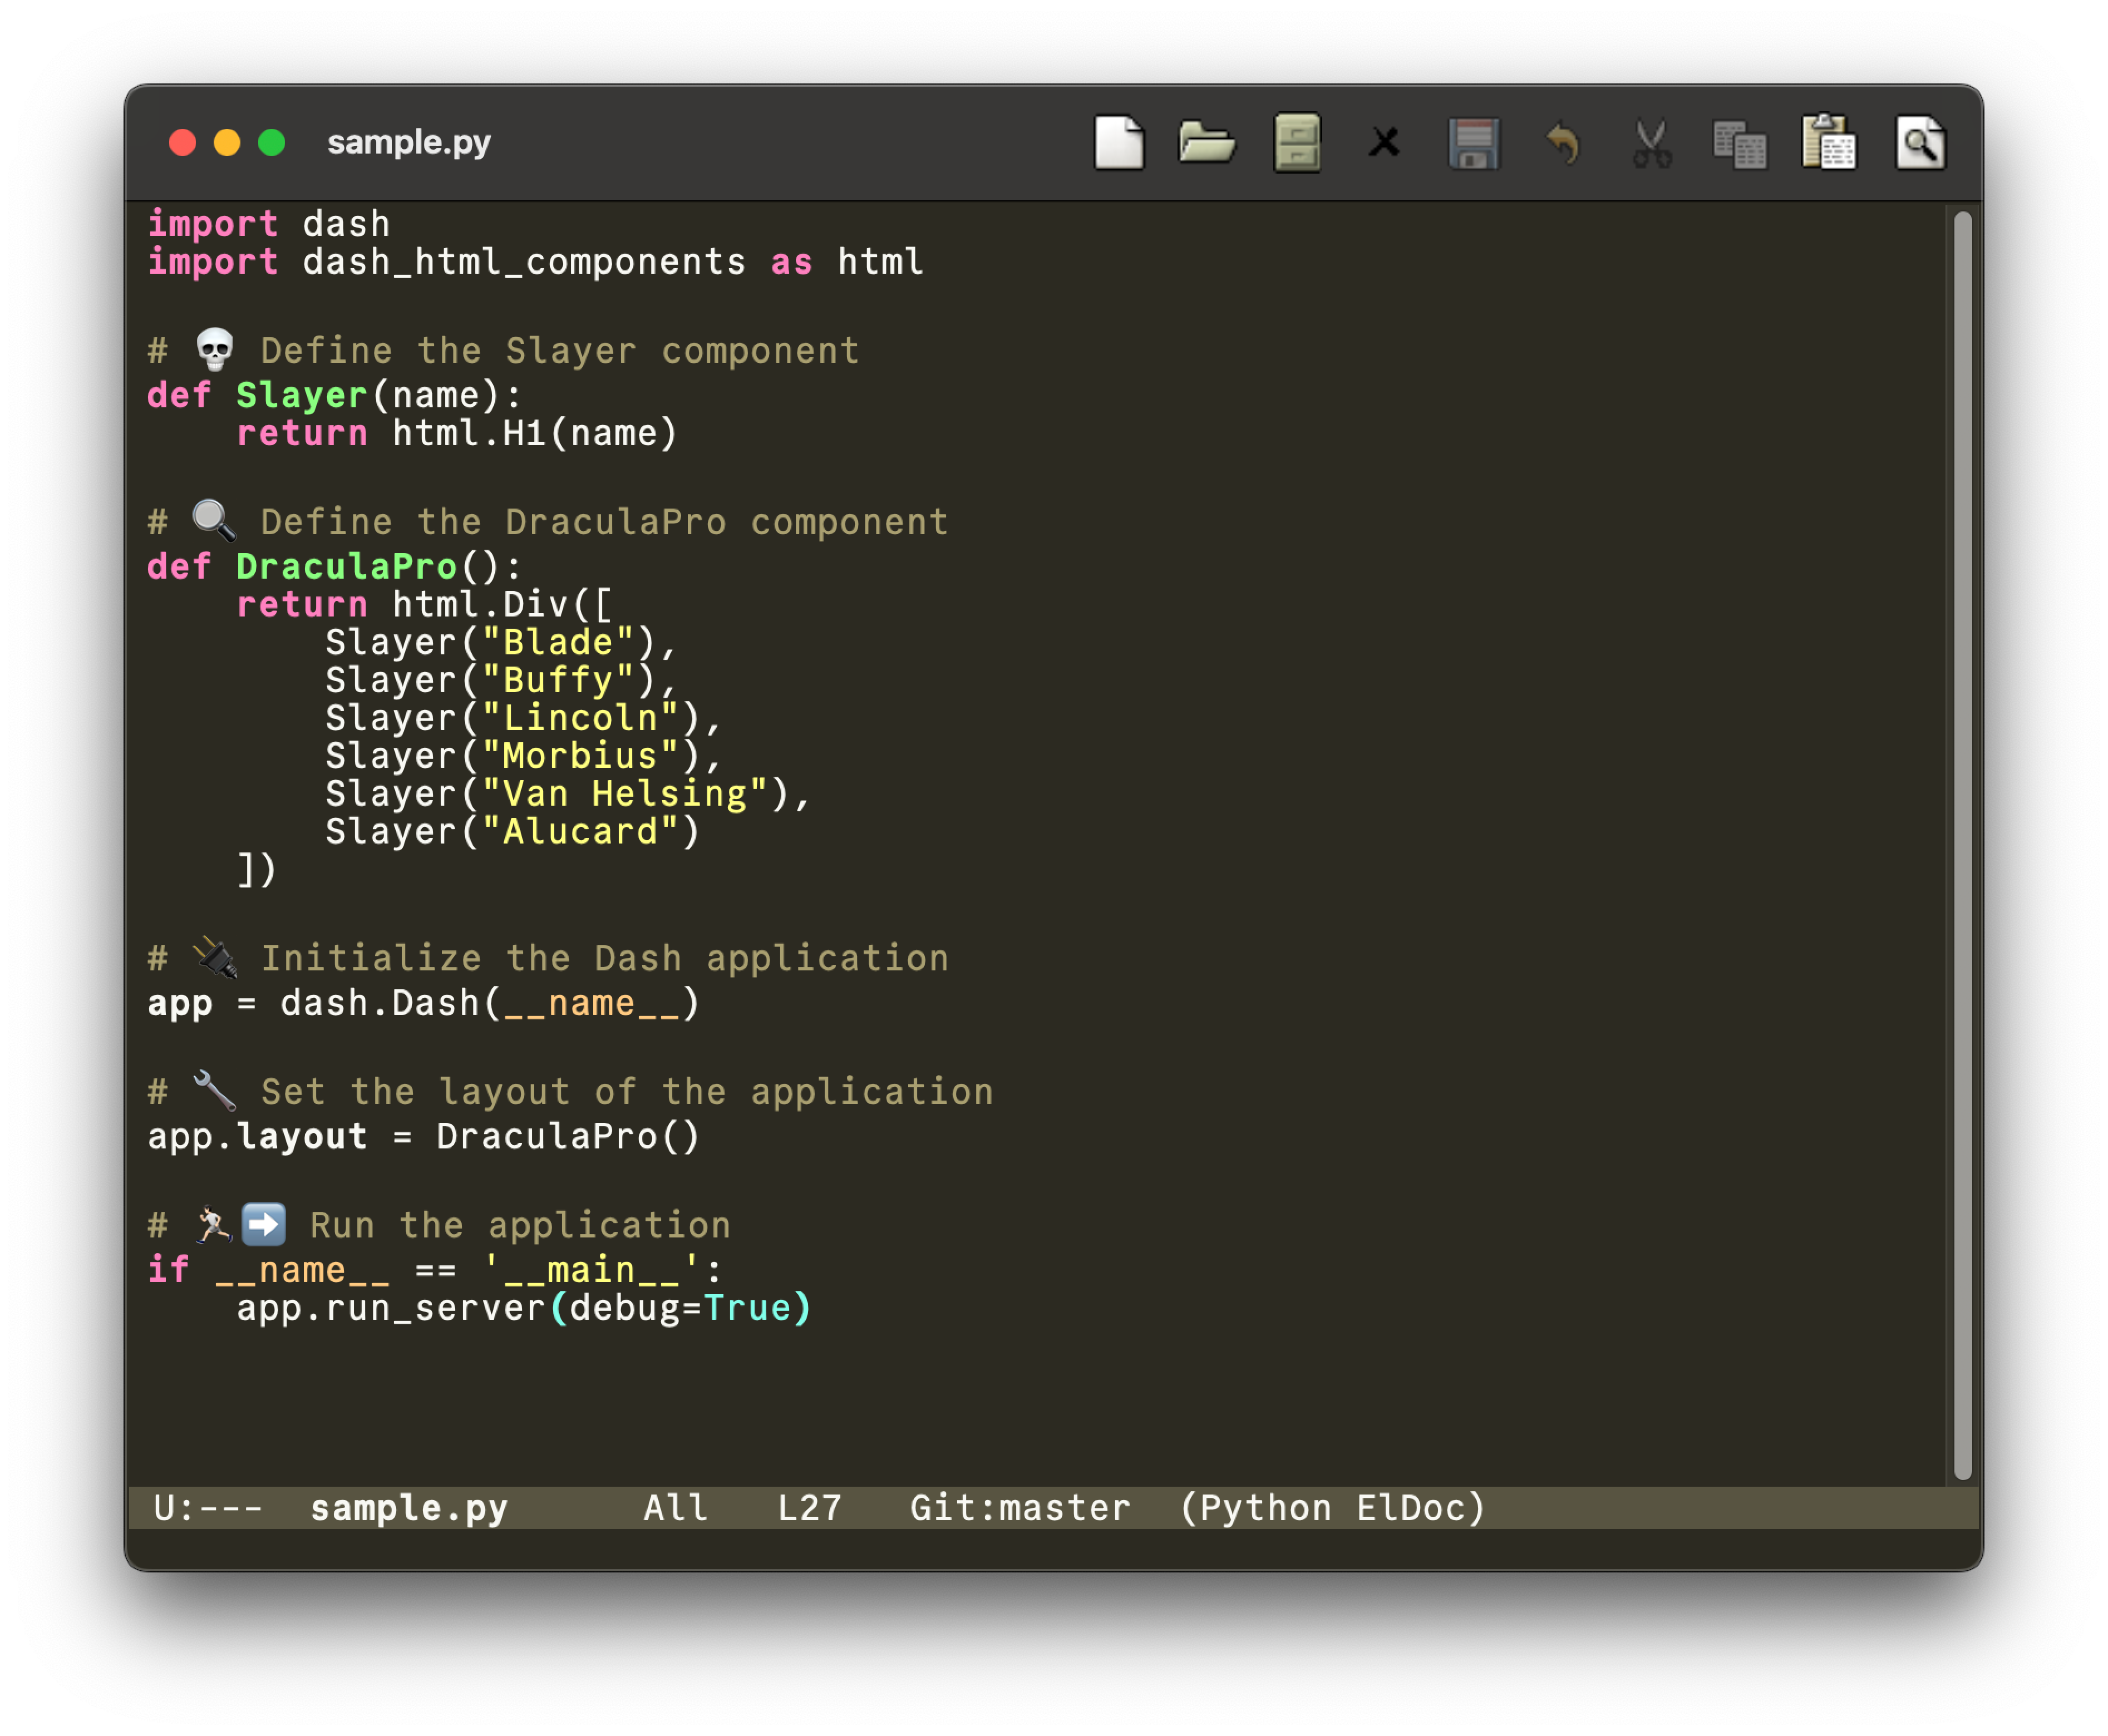 sample.py
import dash
import dash_html_components as html

# 💀 Define the Slayer component
def Slayer(name):
    return html.H1(name)

# 🔍 Define the DraculaPro component
def DraculaPro():
    return html.Div([
        Slayer("Blade"),
        Slayer("Buffy"),
        Slayer("Lincoln"),
        Slayer("Morbius"),
        Slayer("Van Helsing"),
        Slayer("Alucard")
    ])

# 🔌 Initialize the Dash application
app = dash.Dash(__name__)

# 🔧 Set the layout of the application
app.layout = DraculaPro()

# 🏃🏻➡️ Run the application
if __name__ == '__main__':
    app.run_server(debug=True)

U:---  sample.py      All   L27   Git:master  (Python ElDoc)